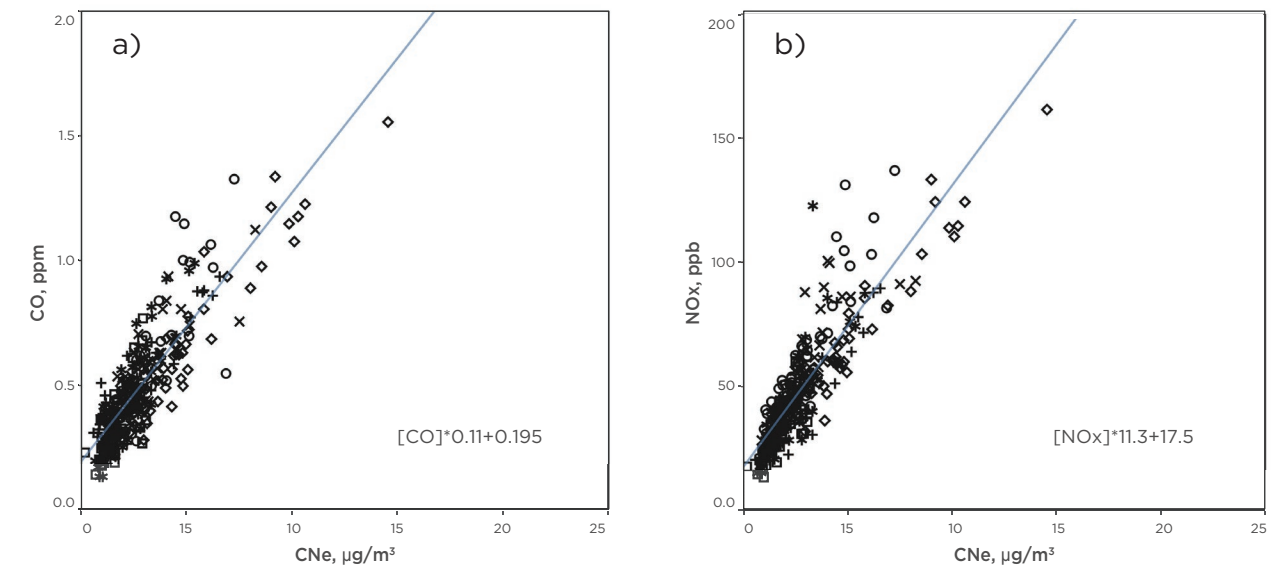 a)
2.0
1.5
1.0
0.5
0.0
CO, ppm
[CO]*0.11+0.195
0 15 10 15 20 25
CNe, μg/m³
b)
200
150
100
50
0.0
NOx, ppb
[NOx]*11.3+17.5
0 15 10 15 20 25
CNe, μg/m³